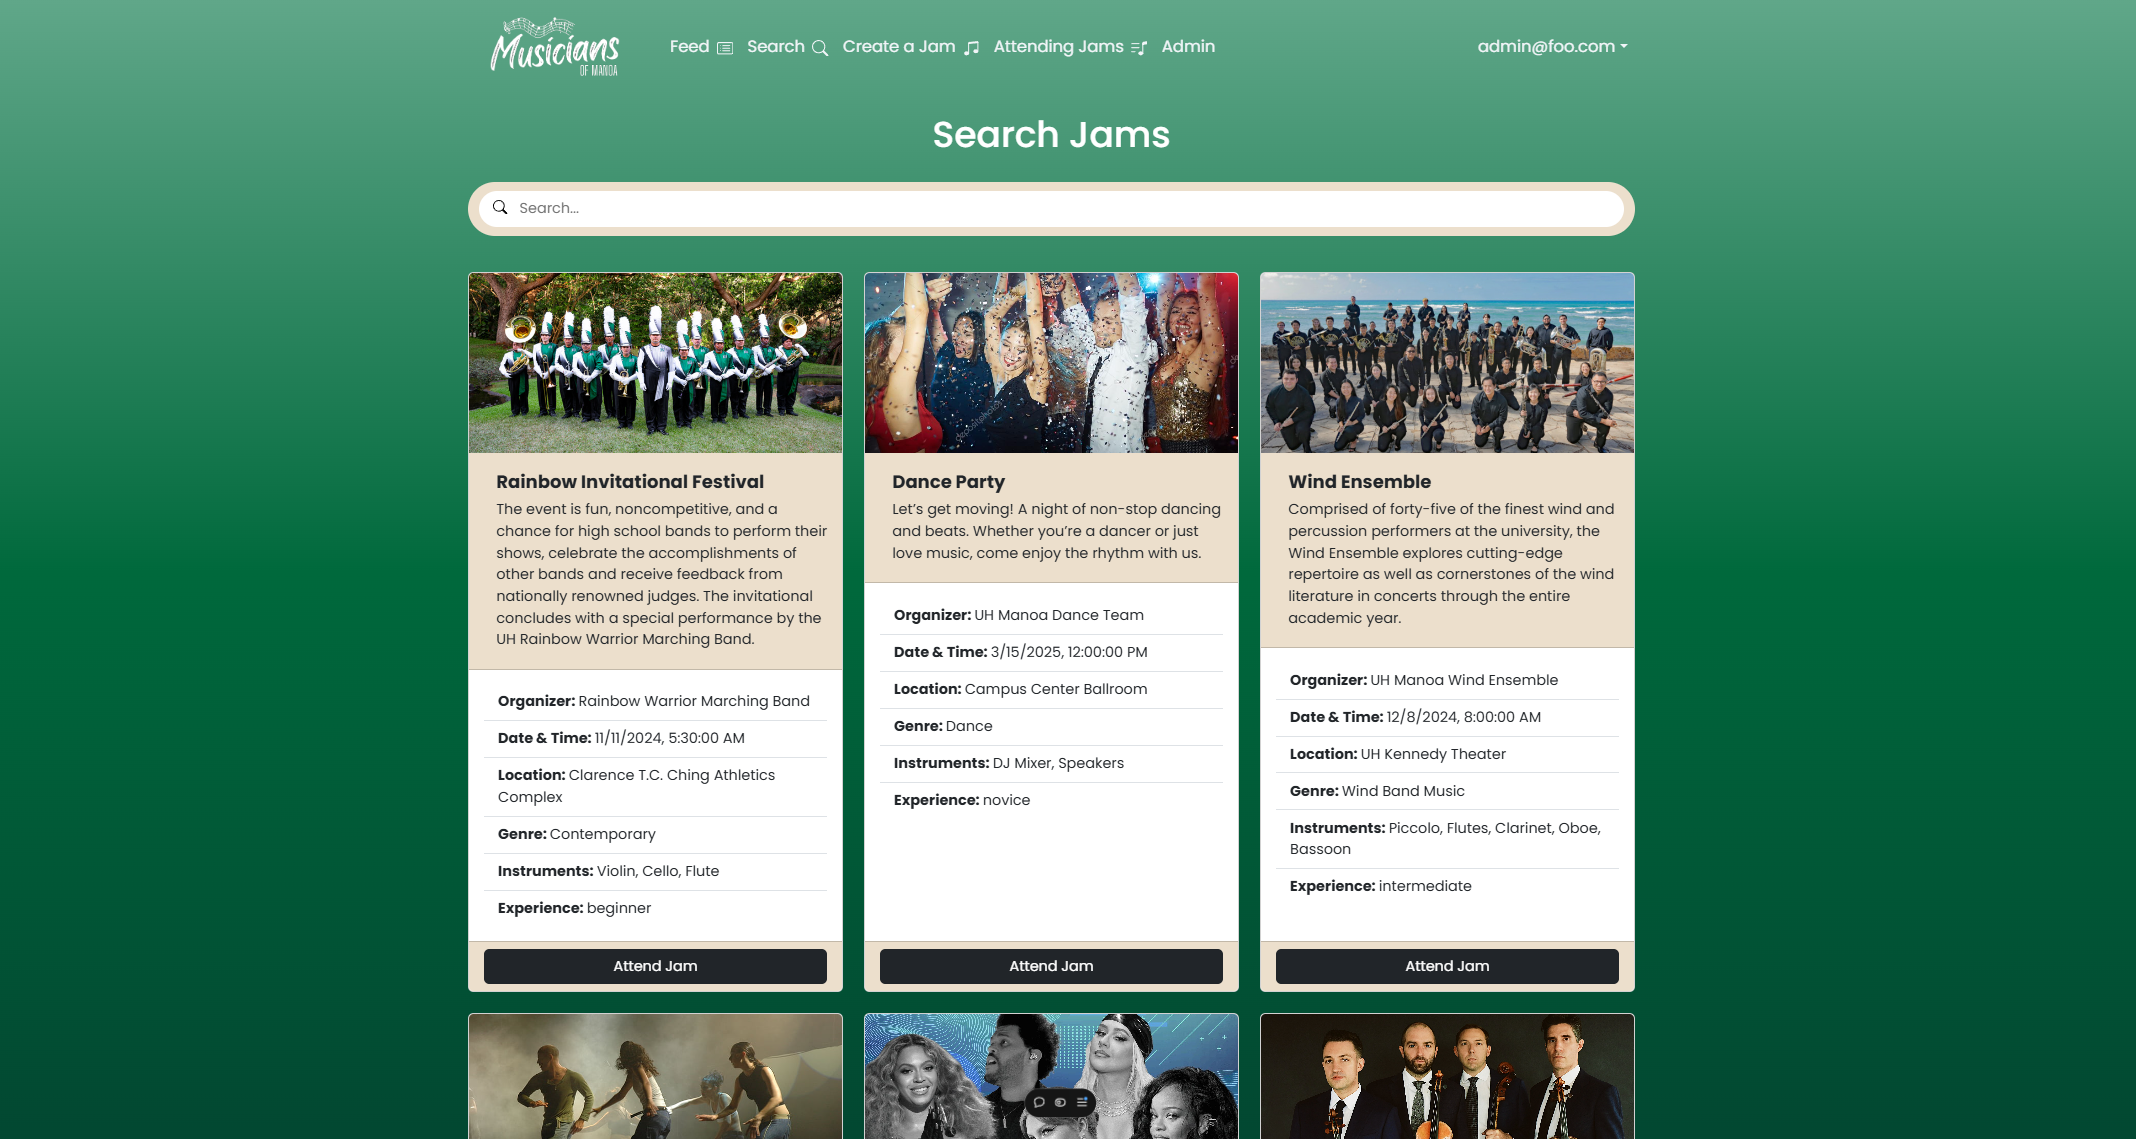 Musicians
OF MANOA
Feed
Search
Create a Jam
Attending Jams
Admin
admin@foo.com
Search Jams
Search...
Rainbow Invitational Festival
The event is fun, noncompetitive, and a
chance for high school bands to perform their
shows, celebrate the accomplishments of
other bands and receive feedback from
nationally renowned judges. The invitational
concludes with a special performance by the
UH Rainbow Warrior Marching Band.
Organizer: Rainbow Warrior Marching Band
Date & Time: 11/11/2024, 5:30:00 AM
Location: Clarence T.C. Ching Athletics
Complex
Genre: Contemporary
Instruments: Violin, Cello, Flute
Experience: beginner
Attend Jam
Dance Party
Let’s get moving! A night of non-stop dancing
and beats. Whether you’re a dancer or just
love music, come enjoy the rhythm with us.
Organizer: UH Manoa Dance Team
Date & Time: 3/15/2025, 12:00:00 PM
Location: Campus Center Ballroom
Genre: Dance
Instruments: DJ Mixer, Speakers
Experience: novice
Attend Jam
Wind Ensemble
Comprised of forty-five of the finest wind and
percussion performers at the university, the
Wind Ensemble explores cutting-edge
repertoire as well as cornerstones of the wind
literature in concerts through the entire
academic year.
Organizer: UH Manoa Wind Ensemble
Date & Time: 12/8/2024, 8:00:00 AM
Location: UH Kennedy Theater
Genre: Wind Band Music
Instruments: Piccolo, Flutes, Clarinet, Oboe,
Bassoon
Experience: intermediate
Attend Jam